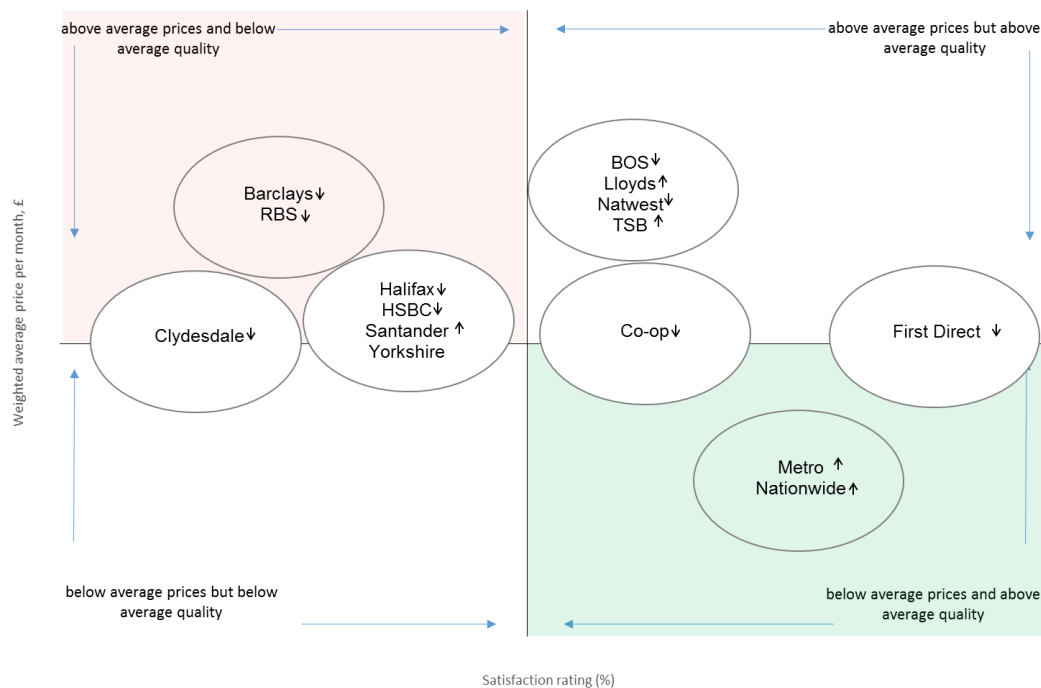 above average prices and below
average quality
above average prices but above
average quality
Weighted average price per month, £
Barclays↓
RBS↓
BOS↓
Lloyds↑
Natwest↓
TSB↑
Clydesdale↓
Halifax↓
HSBC↓
Santander ↑
Yorkshire
Co-op↓
First Direct ↓
Metro ↑
Nationwide↑
below average prices but below
average quality
below average prices and above
average quality
Satisfaction rating (%)